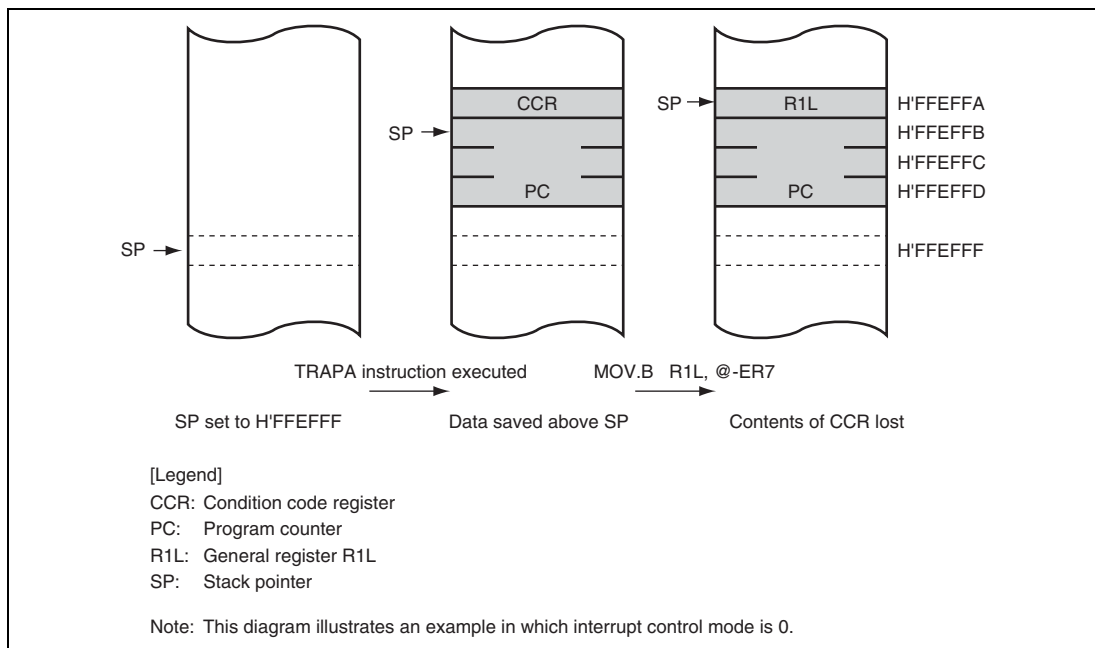 CCR SP R1L H'FFEFFA
SP H'FFEFFB
H'FFEFFC
PC PC H'FFEFFD
SP H'FFEFFF
TRAPA instruction executed MOV.B R1L, @-ER7
SP set to H'FFEFFF Data saved above SP Contents of CCR lost
[Legend]
CCR: Condition code register
PC: Program counter
R1L: General register R1L
SP: Stack pointer
Note: This diagram illustrates an example in which interrupt control mode is 0.